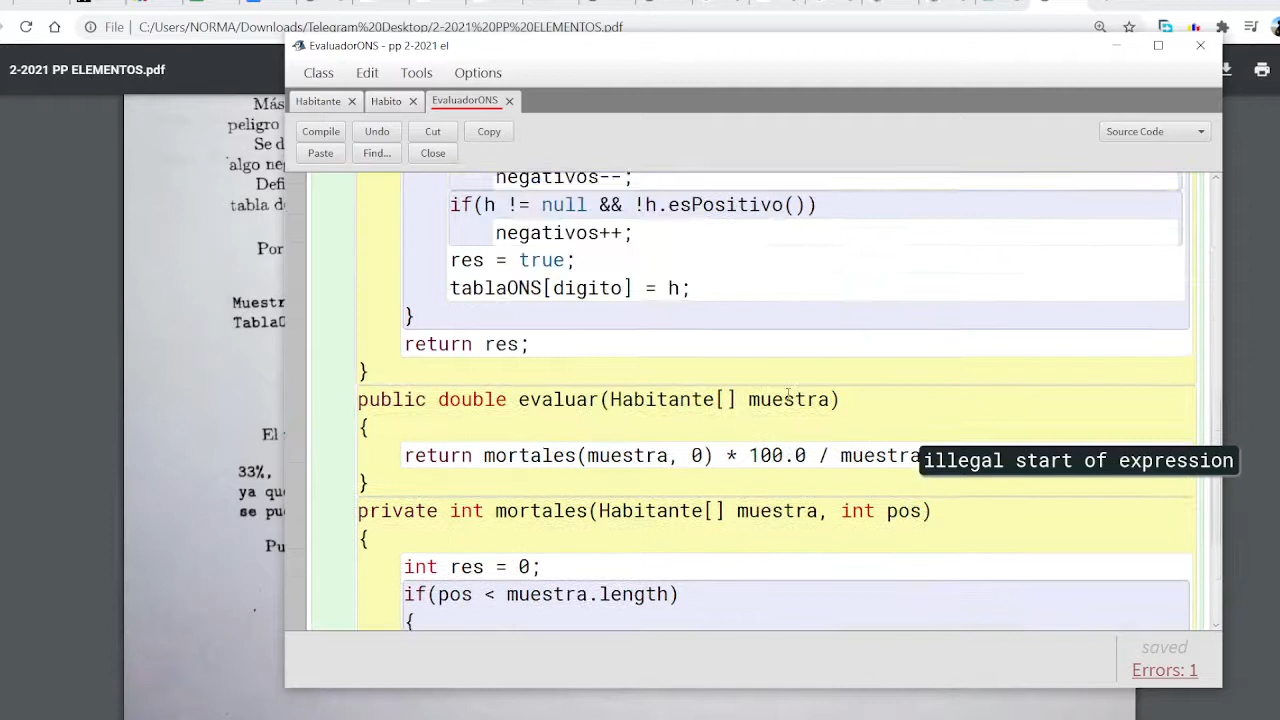 File
C:/Users/NORMA/Downloads/Telegram%20Desktop/2-2021%20PP%20ELEMENTOS.pdf
EvaluadorONS - pp 2-2021 el
2-2021 PP ELEMENTOS.pdf
Class Edit Tools Options
Habitante Habito EvaluadorONS
Compile Undo Cut Copy
Source Code
Paste Find... Close
Más
peligro
Se d
algo ne
Defi
tabla d
Por
Muestr
El
33%,
ya qu
se pu
Pu
negativos--;
if(h != null && !h.esPositivo())
negativos++;
res = true;
tablaONS[digito] = h;
}
return res;
}
public double evaluar(Habitante[] muestra)
{
return mortales(muestra, 0) * 100.0 / muestra
illegal start of expression
}
private int mortales(Habitante[] muestra, int pos)
{
int res = 0;
if(pos < muestra.length)
{
saved
Errors: 1